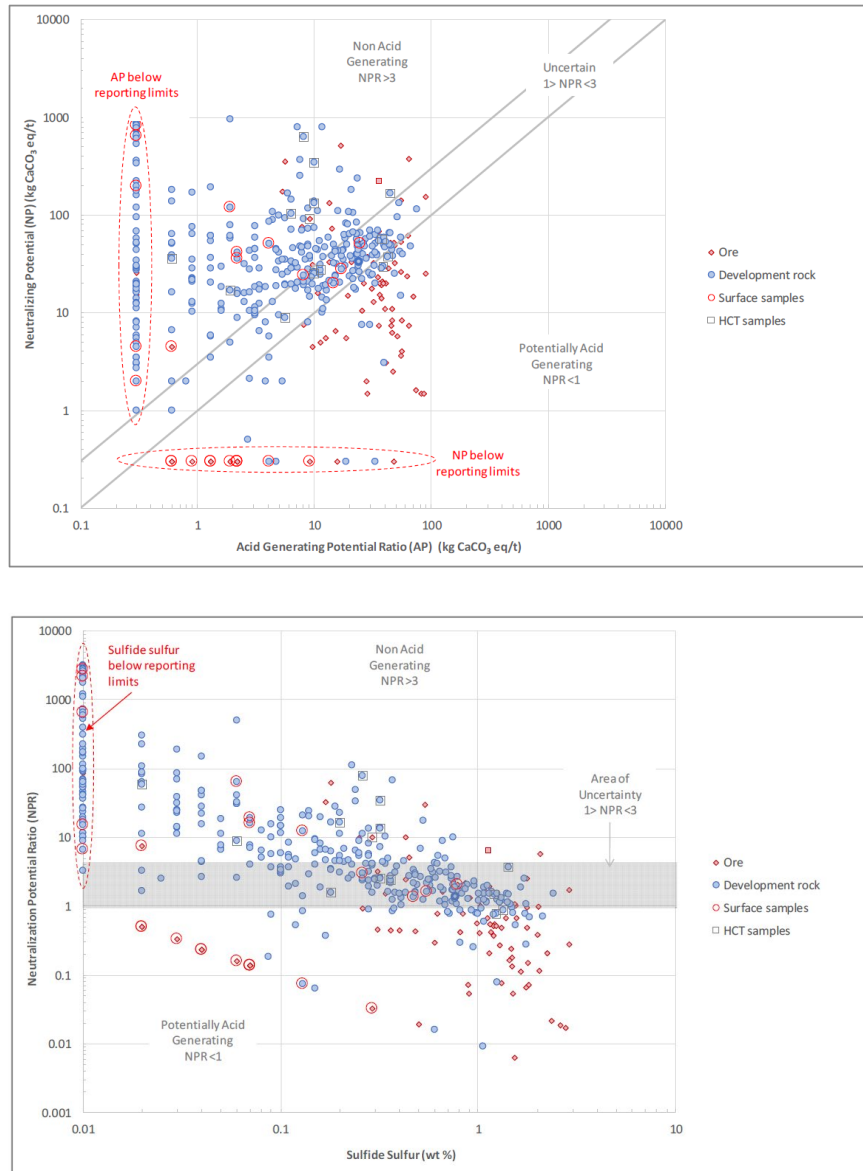 10000
1000
100
10
1
0.1
0.1
1
10
100
1000
10000
Neutralizing Potential (NP) (kg CaCO₃ eq/t)
Acid Generating Potential Ratio (AP) (kg CaCO₃ eq/t)
AP below
reporting limits
Non Acid
Generating
NPR >3
Uncertain
1> NPR <3
Potentially Acid
Generating
NPR <1
NP below
reporting limits
Ore
Development rock
Surface samples
HCT samples
10000
1000
100
10
1
0.1
0.01
0.001
0.01
0.1
1
10
Neutralization Potential Ratio (NPR)
Sulfide Sulfur (wt %)
Sulfide sulfur
below reporting
limits
Non Acid
Generating
NPR >3
Area of
Uncertainty
1> NPR <3
Potentially Acid
Generating
NPR <1
Ore
Development rock
Surface samples
HCT samples